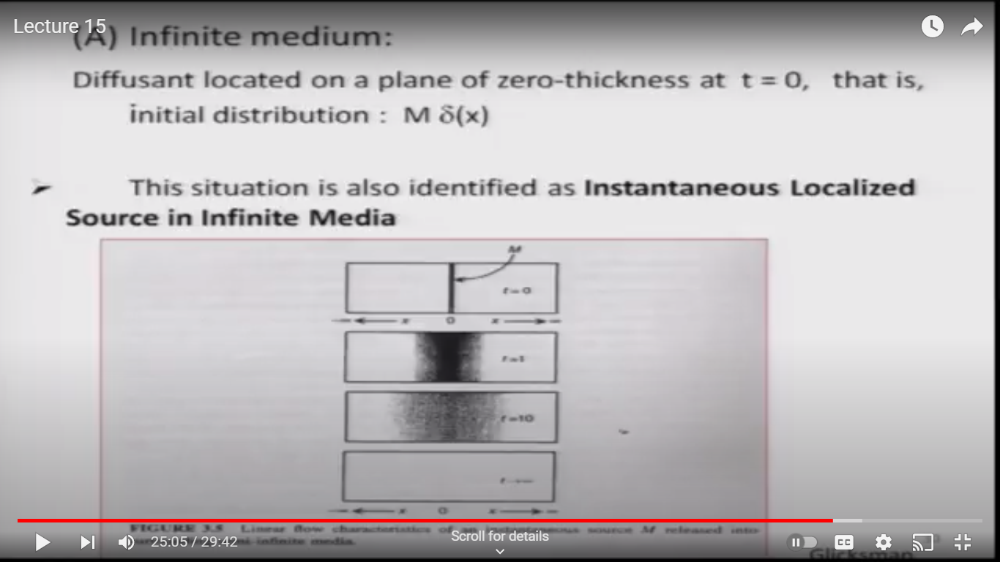 Lecture 15
(A) Infinite medium:
Diffusant located on a plane of zero-thickness at t = 0, that is,
initial distribution : M δ(x)
➢ This situation is also identified as Instantaneous Localized
Source in Infinite Media
M
t=0
x 0 x
t=1
t=10
t→∞
x 0 x
FIGURE 3.5 Linear flow characteristics of an instantaneous source M released into
-infinite media.
Scroll for details
25:05 / 29:42
CC
Glicksman